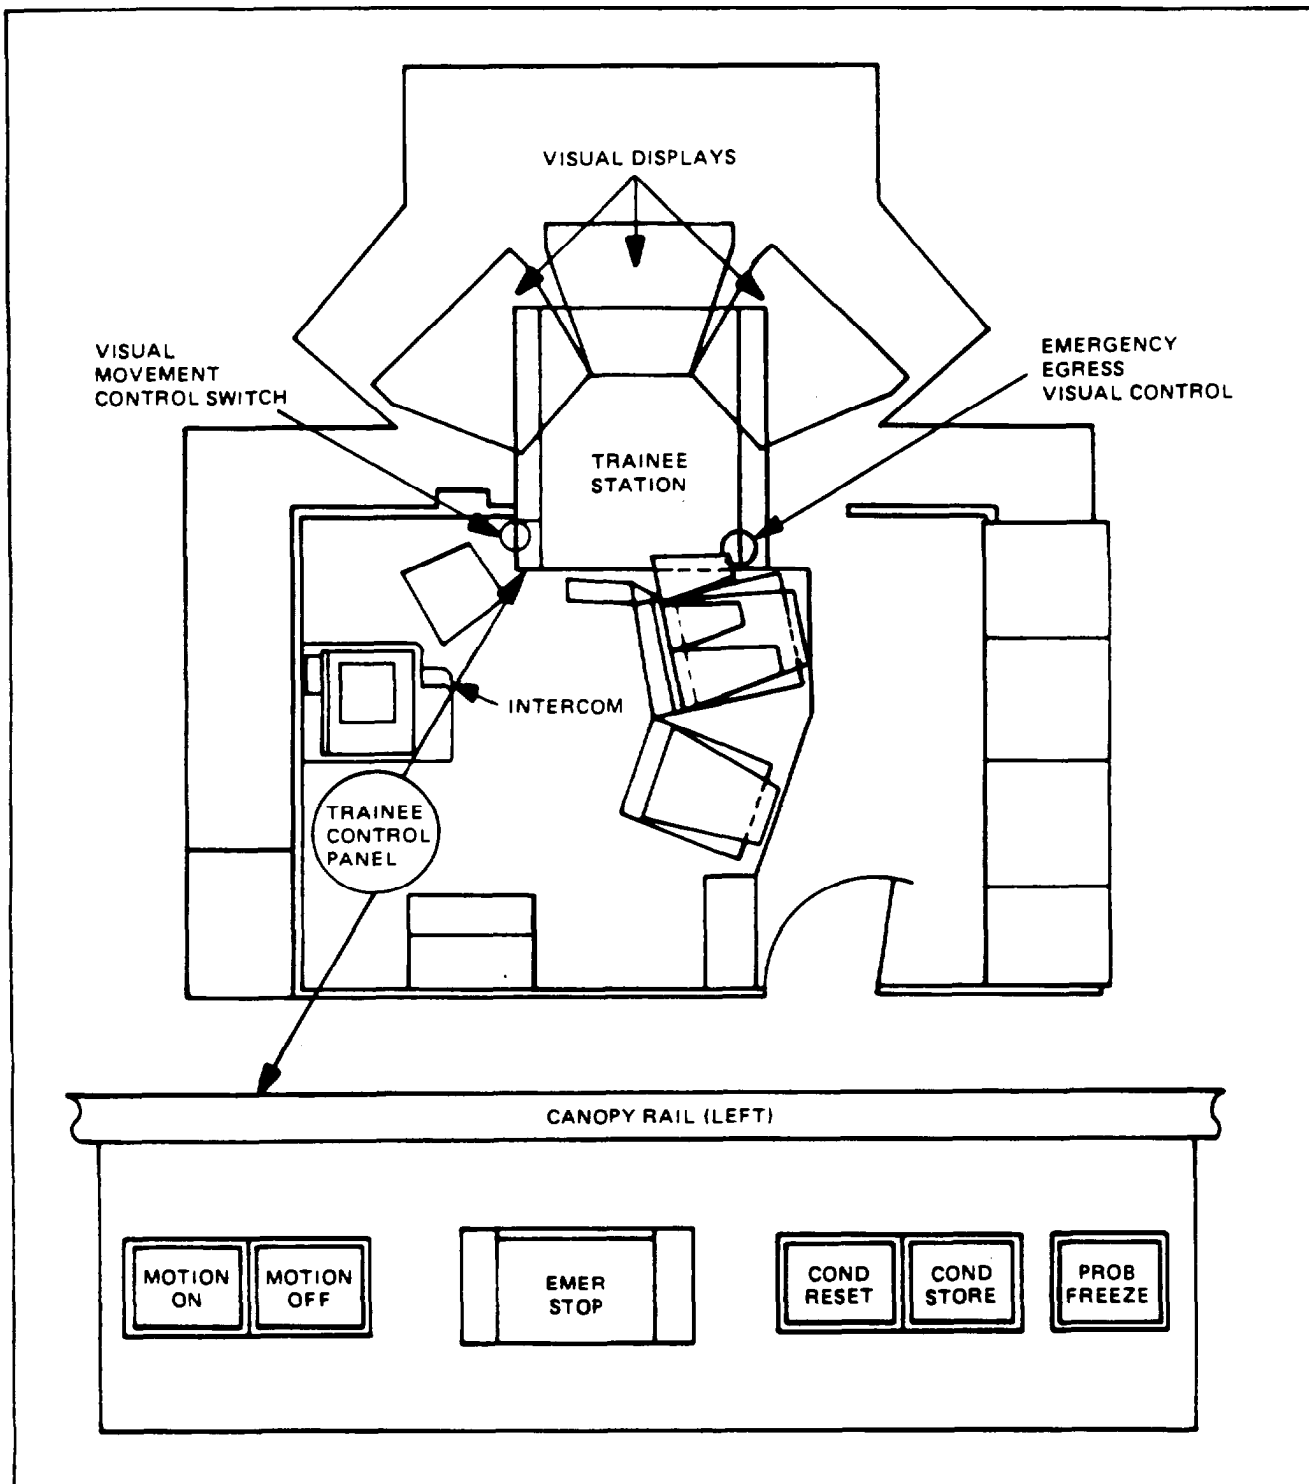 VISUAL DISPLAYS
VISUAL
MOVEMENT
CONTROL SWITCH
EMERGENCY
EGRESS
VISUAL CONTROL
TRAINEE
STATION
INTERCOM
TRAINEE
CONTROL
PANEL
CANOPY RAIL (LEFT)
MOTION
ON
MOTION
OFF
EMER
STOP
COND
RESET
COND
STORE
PROB
FREEZE